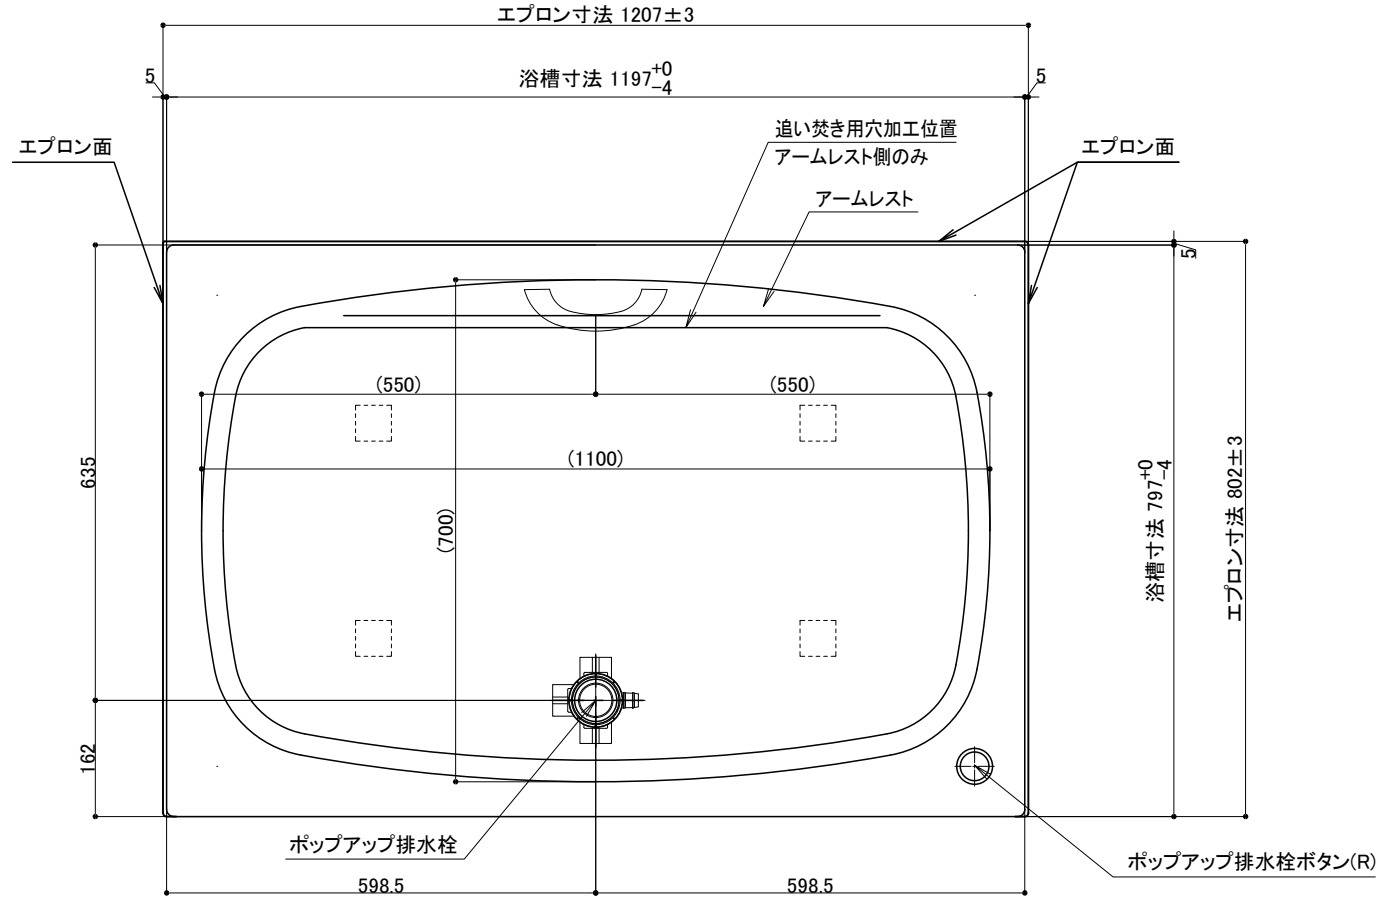 エプロン寸法 1207±3
5
浴槽寸法 1197+0 -4
5
追い焚き用穴加工位置
アームレスト側のみ
エプロン面
エプロン面
アームレスト
5
(550)
(550)
(1100)
635
(700)
浴槽寸法 797+0 -4
エプロン寸法 802±3
162
ポップアップ排水栓
ポップアップ排水栓ボタン(R)
598.5
598.5